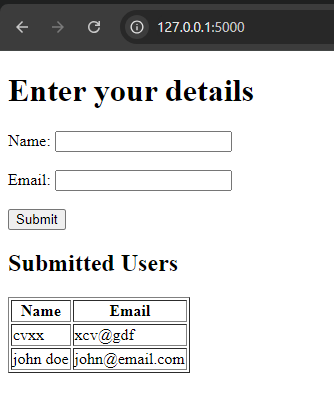 127.0.0.1:5000
Enter your details
Name:
Email:
Submit
Submitted Users
Name Email
cvxx xcv@gdf
john doe john@email.com